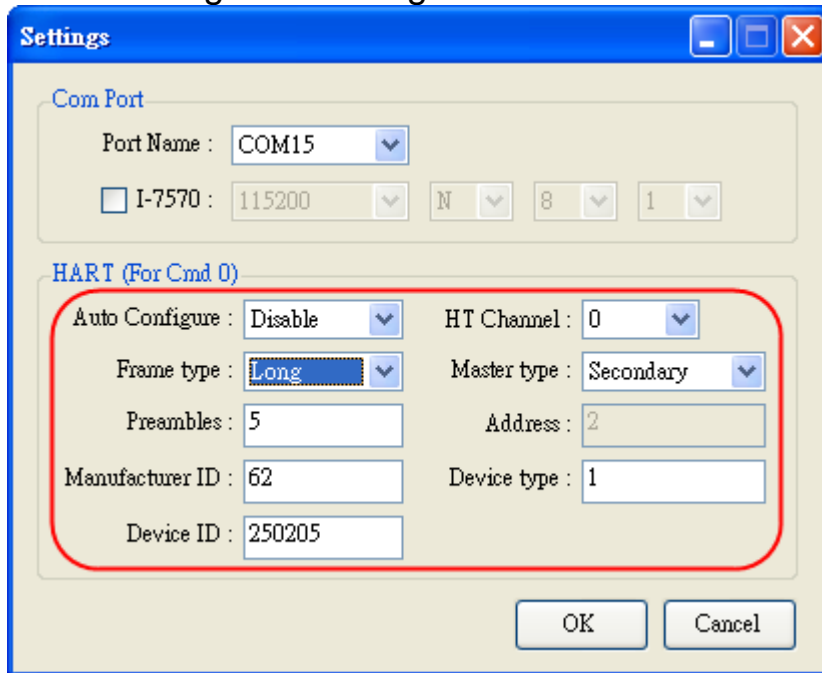 Settings
Com Port
Port Name : COM15
I-7570 : 115200 N 8 1
HART (For Cmd 0)
Auto Configure : Disable HT Channel : 0
Frame type : Long Master type : Secondary
Preambles : 5 Address : 2
Manufacturer ID : 62 Device type : 1
Device ID : 250205
OK Cancel